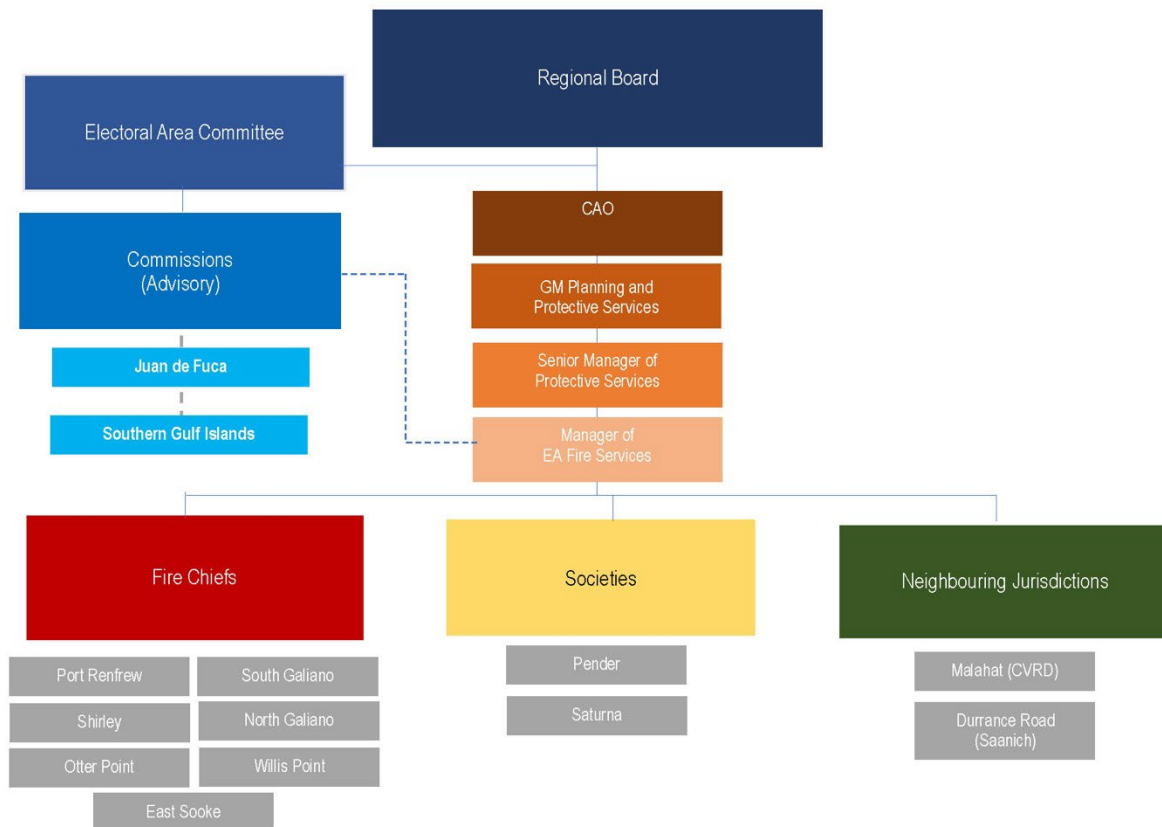 Regional Board
Electoral Area Committee
CAO
Commissions
(Advisory)
GM Planning and
Protective Services
Juan de Fuca
Senior Manager of
Protective Services
Southern Gulf Islands
Manager of
EA Fire Services
Fire Chiefs
Societies
Neighbouring Jurisdictions
Port Renfrew
South Galiano
Shirley
North Galiano
Otter Point
Willis Point
East Sooke
Pender
Saturna
Malahat (CVRD)
Durrance Road
(Saanich)